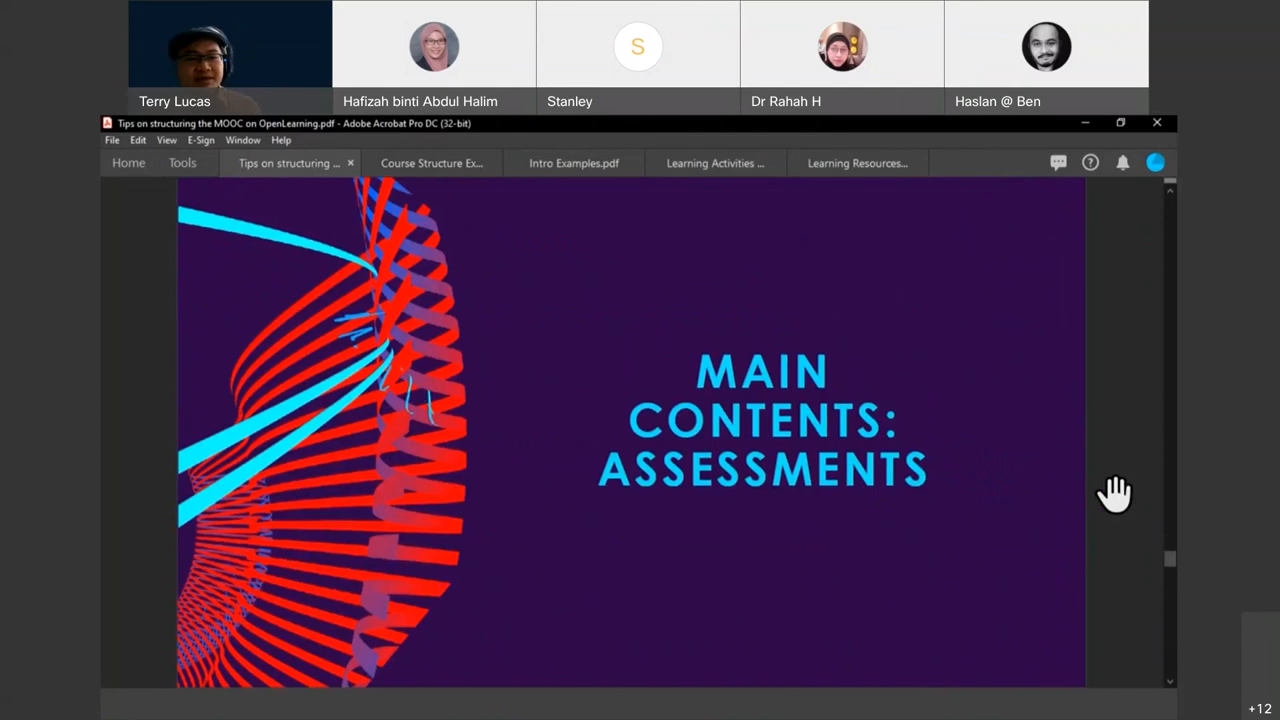 S
Terry Lucas
Hafizah binti Abdul Halim
Stanley
Dr Rahah H
Haslan @ Ben
Tips on structuring the MOOC on OpenLearning.pdf - Adobe Acrobat Pro DC (32-bit)
File Edit View E-Sign Window Help
Home Tools Tips on structuring ... × Course Structure Ex... Intro Examples.pdf Learning Activities ... Learning Resources...
MAIN
CONTENTS:
ASSESSMENTS
+12